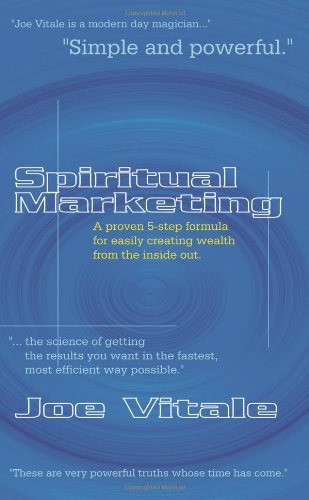 "Joe Vitale is a modern day magician..."
"Simple and powerful."
Spiritual
Marketing
A proven 5-step formula
for easily creating wealth
from the inside out.
"... the science of getting
the results you want in the fastest,
most efficient way possible."
Joe Vitale
"These are very powerful truths whose time has come."